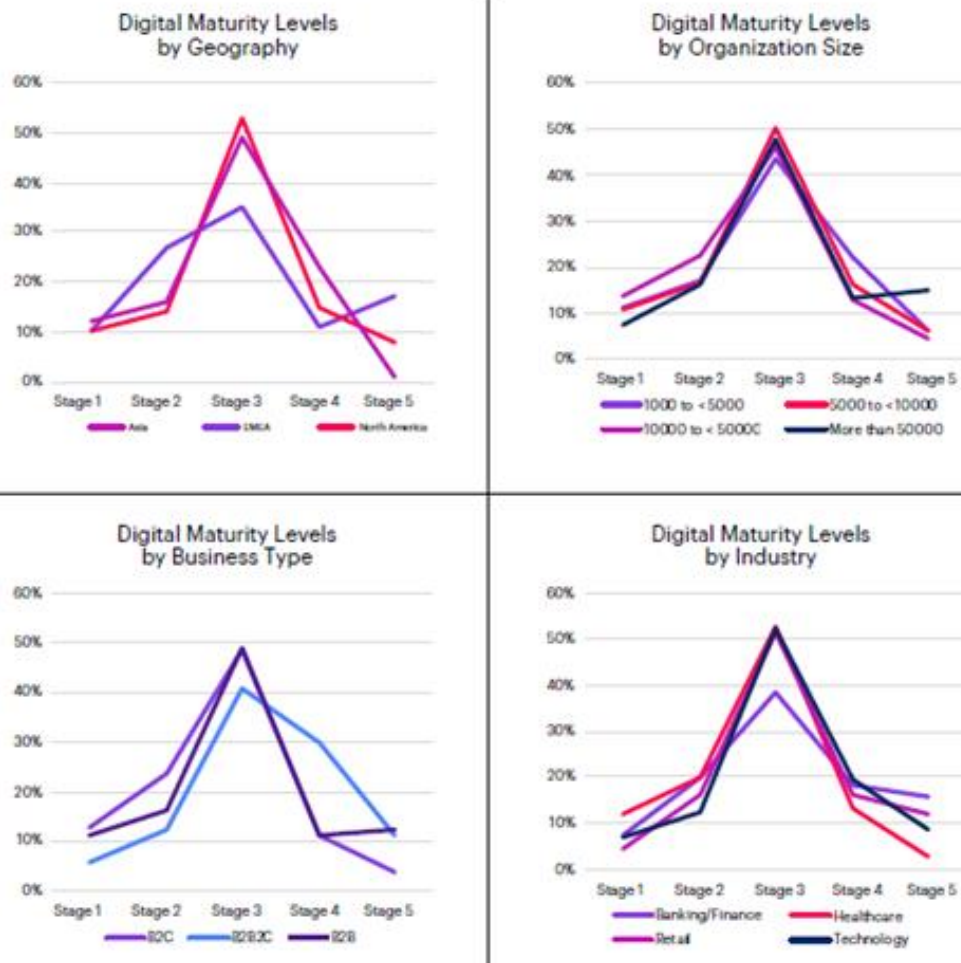 Digital Maturity Levels
by Geography
60%
50%
40%
30%
20%
10%
0%
Stage 1 Stage 2 Stage 3 Stage 4 Stage 5
Asia EMEA North America
Digital Maturity Levels
by Organization Size
60%
50%
40%
30%
20%
10%
0%
Stage 1 Stage 2 Stage 3 Stage 4 Stage 5
1000 to <5000 5000 to <10000
10000 to < 50000 More than 50000
Digital Maturity Levels
by Business Type
60%
50%
40%
30%
20%
10%
0%
Stage 1 Stage 2 Stage 3 Stage 4 Stage 5
B2C B2B2C B2B
Digital Maturity Levels
by Industry
60%
50%
40%
30%
20%
10%
0%
Stage 1 Stage 2 Stage 3 Stage 4 Stage 5
Banking/Finance Healthcare
Retail Technology